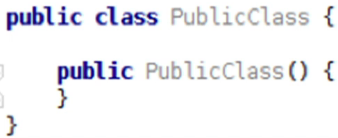 public class PublicClass {
public PublicClass() {
}
}